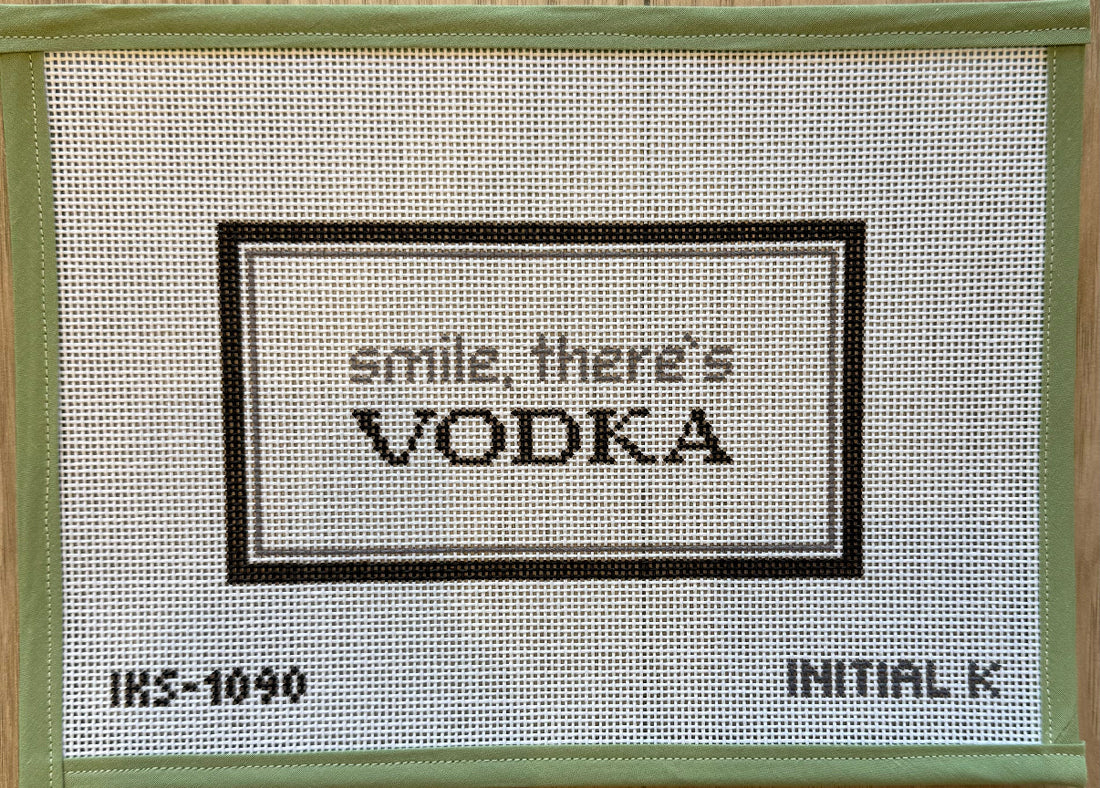 smile, there's
VODKA
IKS-1090
INITIAL K